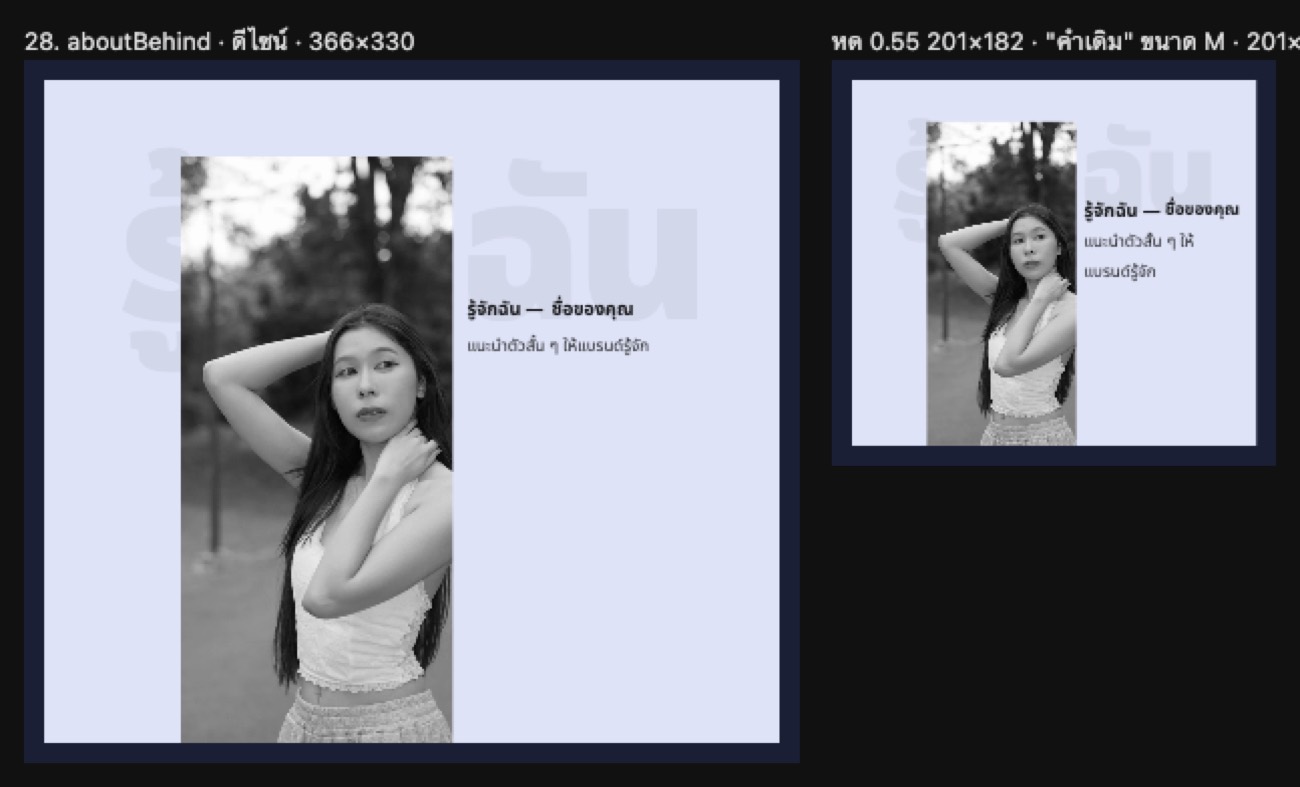 28. aboutBehind · ดีไซน์ · 366×330
รู้ ฉัน
รู้จักฉัน — ชื่อของคุณ
แนะนำตัวสั้น ๆ ให้แบรนด์รู้จัก
หด 0.55 201×182 · "คำเดิม" ขนาด M · 201×
รู้ ฉัน
รู้จักฉัน — ชื่อของคุณ
แนะนำตัวสั้น ๆ ให้
แบรนด์รู้จัก